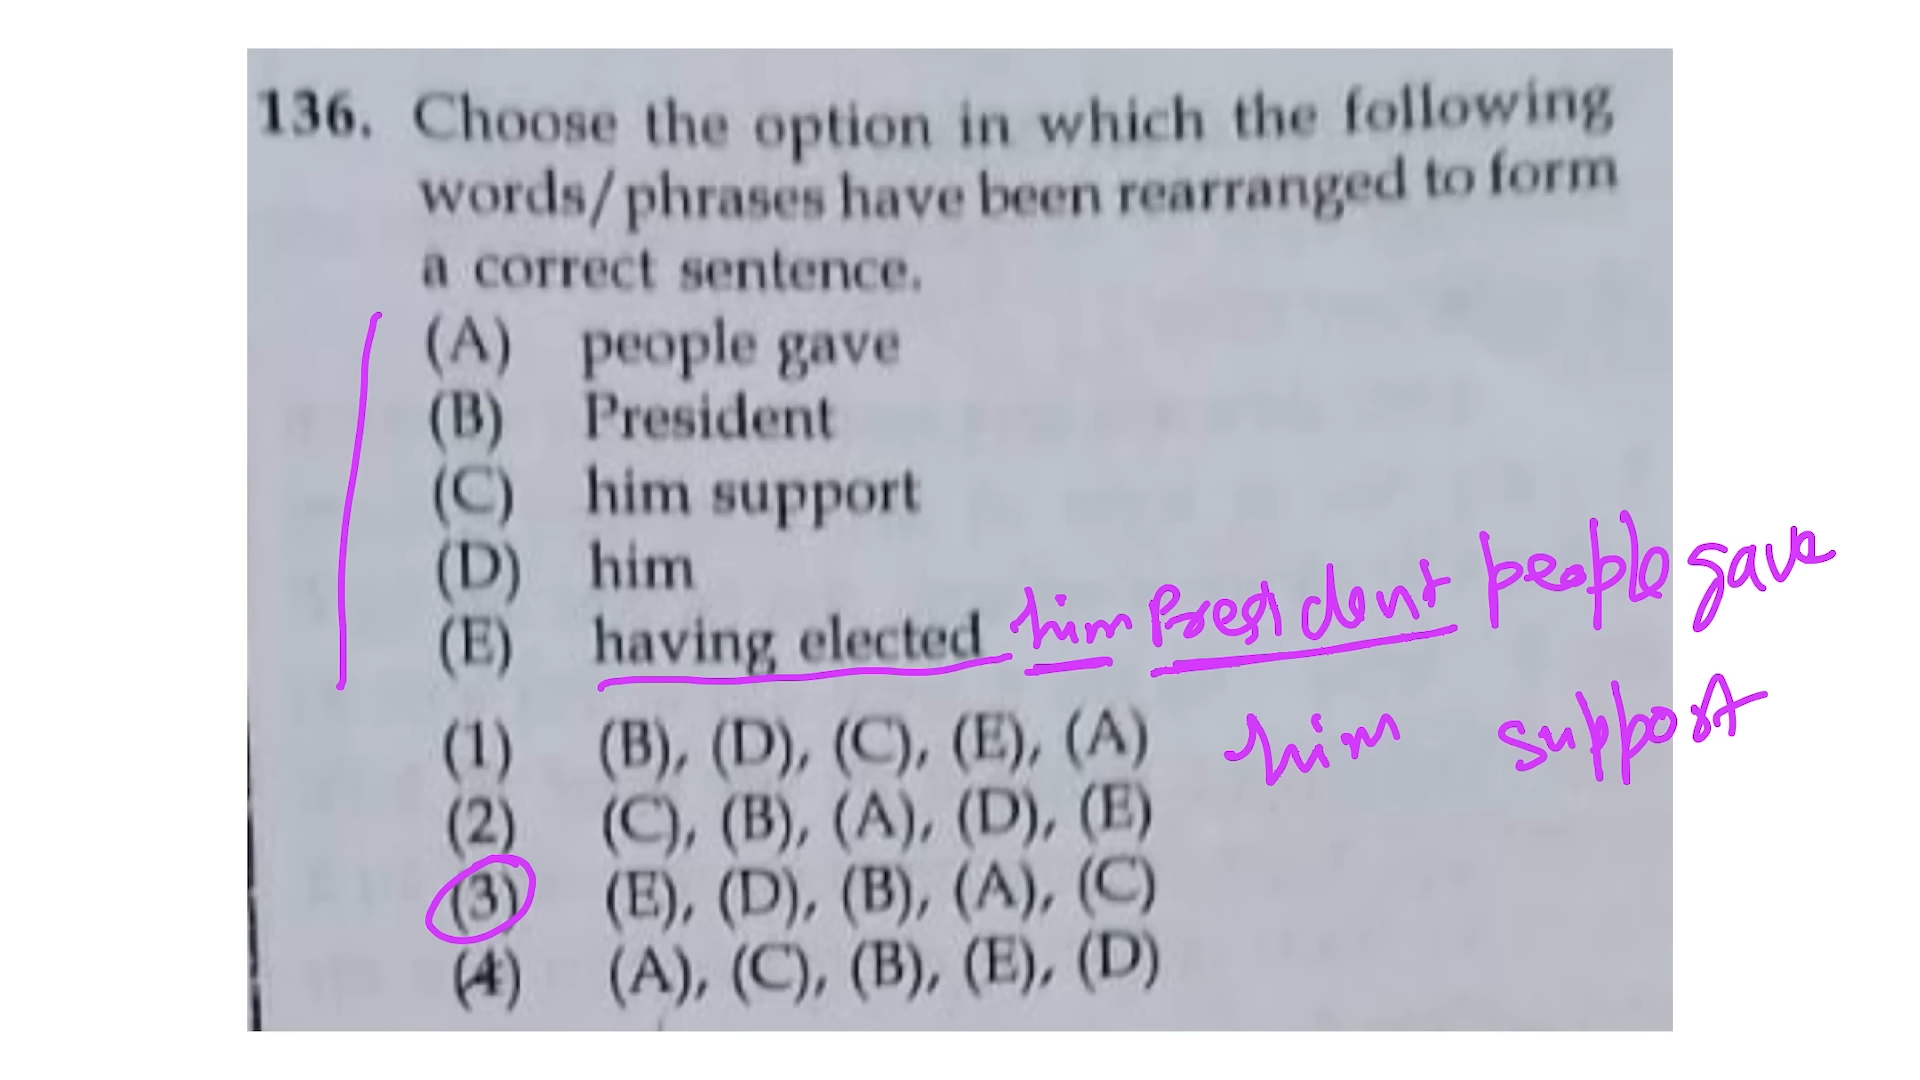 136. Choose the option in which the following
words/phrases have been rearranged to form
a correct sentence.
(A) people gave
(B) President
(C) him support
(D) him
(E) having elected him President people gave
him support
(1) (B), (D), (C), (E), (A)
(2) (C), (B), (A), (D), (E)
(3) (E), (D), (B), (A), (C)
(4) (A), (C), (B), (E), (D)